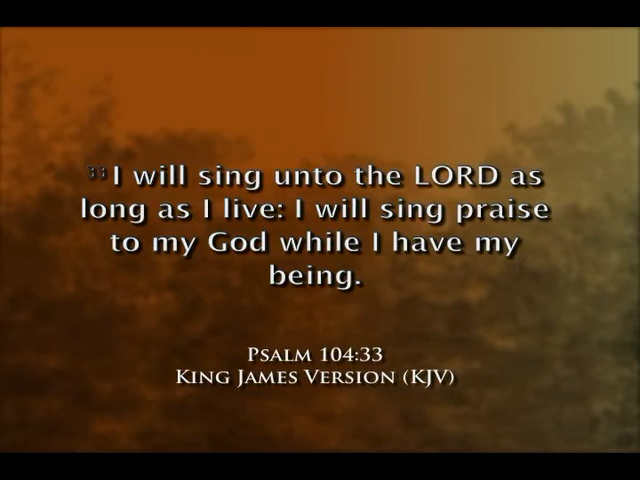 33 I will sing unto the LORD as
long as I live: I will sing praise
to my God while I have my
being.
Psalm 104:33
King James Version (KJV)